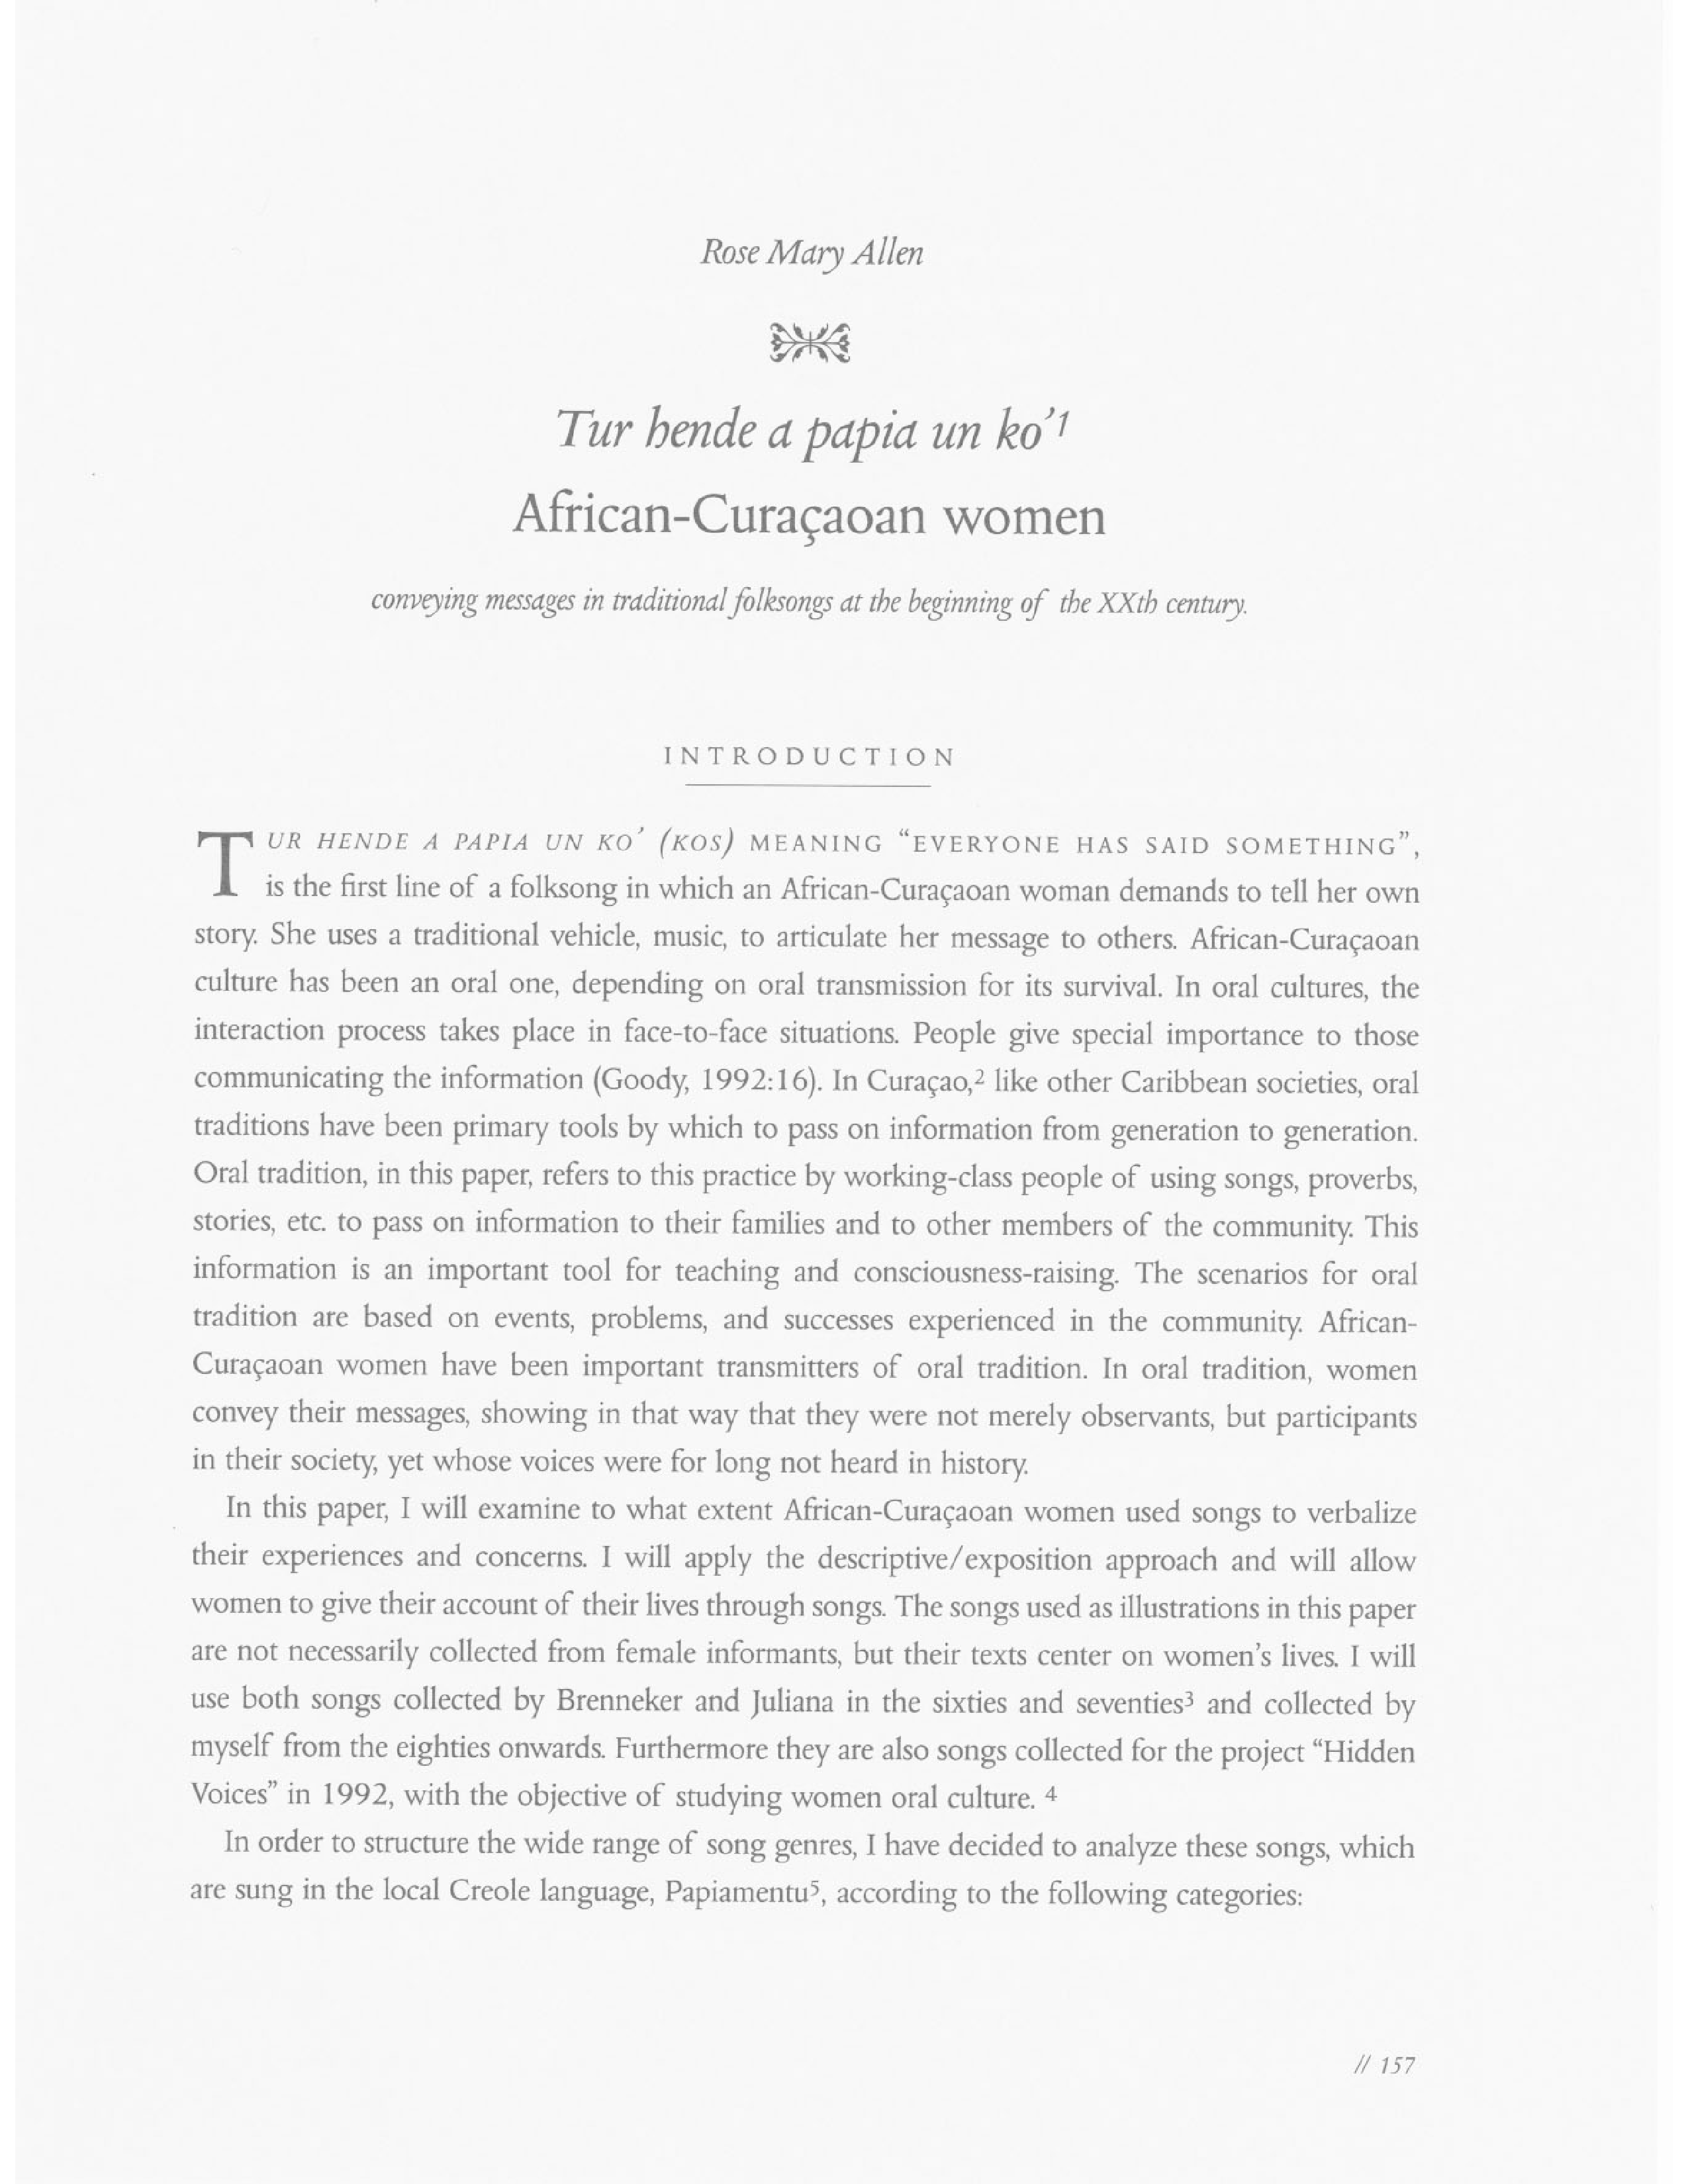 Rose Mary Allen
Tur hende a papia un ko’1
African-Curaçaoan women
conveying messages in traditional folksongs at the beginning of the XXth century.
INTRODUCTION
TUR HENDE A PAPIA UN KO’ (KOS) MEANING “EVERYONE HAS SAID SOMETHING”,
is the first line of a folksong in which an African-Curaçaoan woman demands to tell her own
story. She uses a traditional vehicle, music, to articulate her message to others. African-Curaçaoan
culture has been an oral one, depending on oral transmission for its survival. In oral cultures, the
interaction process takes place in face-to-face situations. People give special importance to those
communicating the information (Goody, 1992:16). In Curaçao,2 like other Caribbean societies, oral
traditions have been primary tools by which to pass on information from generation to generation.
Oral tradition, in this paper, refers to this practice by working-class people of using songs, proverbs,
stories, etc. to pass on information to their families and to other members of the community. This
information is an important tool for teaching and consciousness-raising. The scenarios for oral
tradition are based on events, problems, and successes experienced in the community. African-
Curaçaoan women have been important transmitters of oral tradition. In oral tradition, women
convey their messages, showing in that way that they were not merely observants, but participants
in their society, yet whose voices were for long not heard in history.
In this paper, I will examine to what extent African-Curaçaoan women used songs to verbalize
their experiences and concerns. I will apply the descriptive/exposition approach and will allow
women to give their account of their lives through songs. The songs used as illustrations in this paper
are not necessarily collected from female informants, but their texts center on women’s lives. I will
use both songs collected by Brenneker and Juliana in the sixties and seventies3 and collected by
myself from the eighties onwards. Furthermore they are also songs collected for the project “Hidden
Voices” in 1992, with the objective of studying women oral culture. 4
In order to structure the wide range of song genres, I have decided to analyze these songs, which
are sung in the local Creole language, Papiamentu5, according to the following categories:
// 157